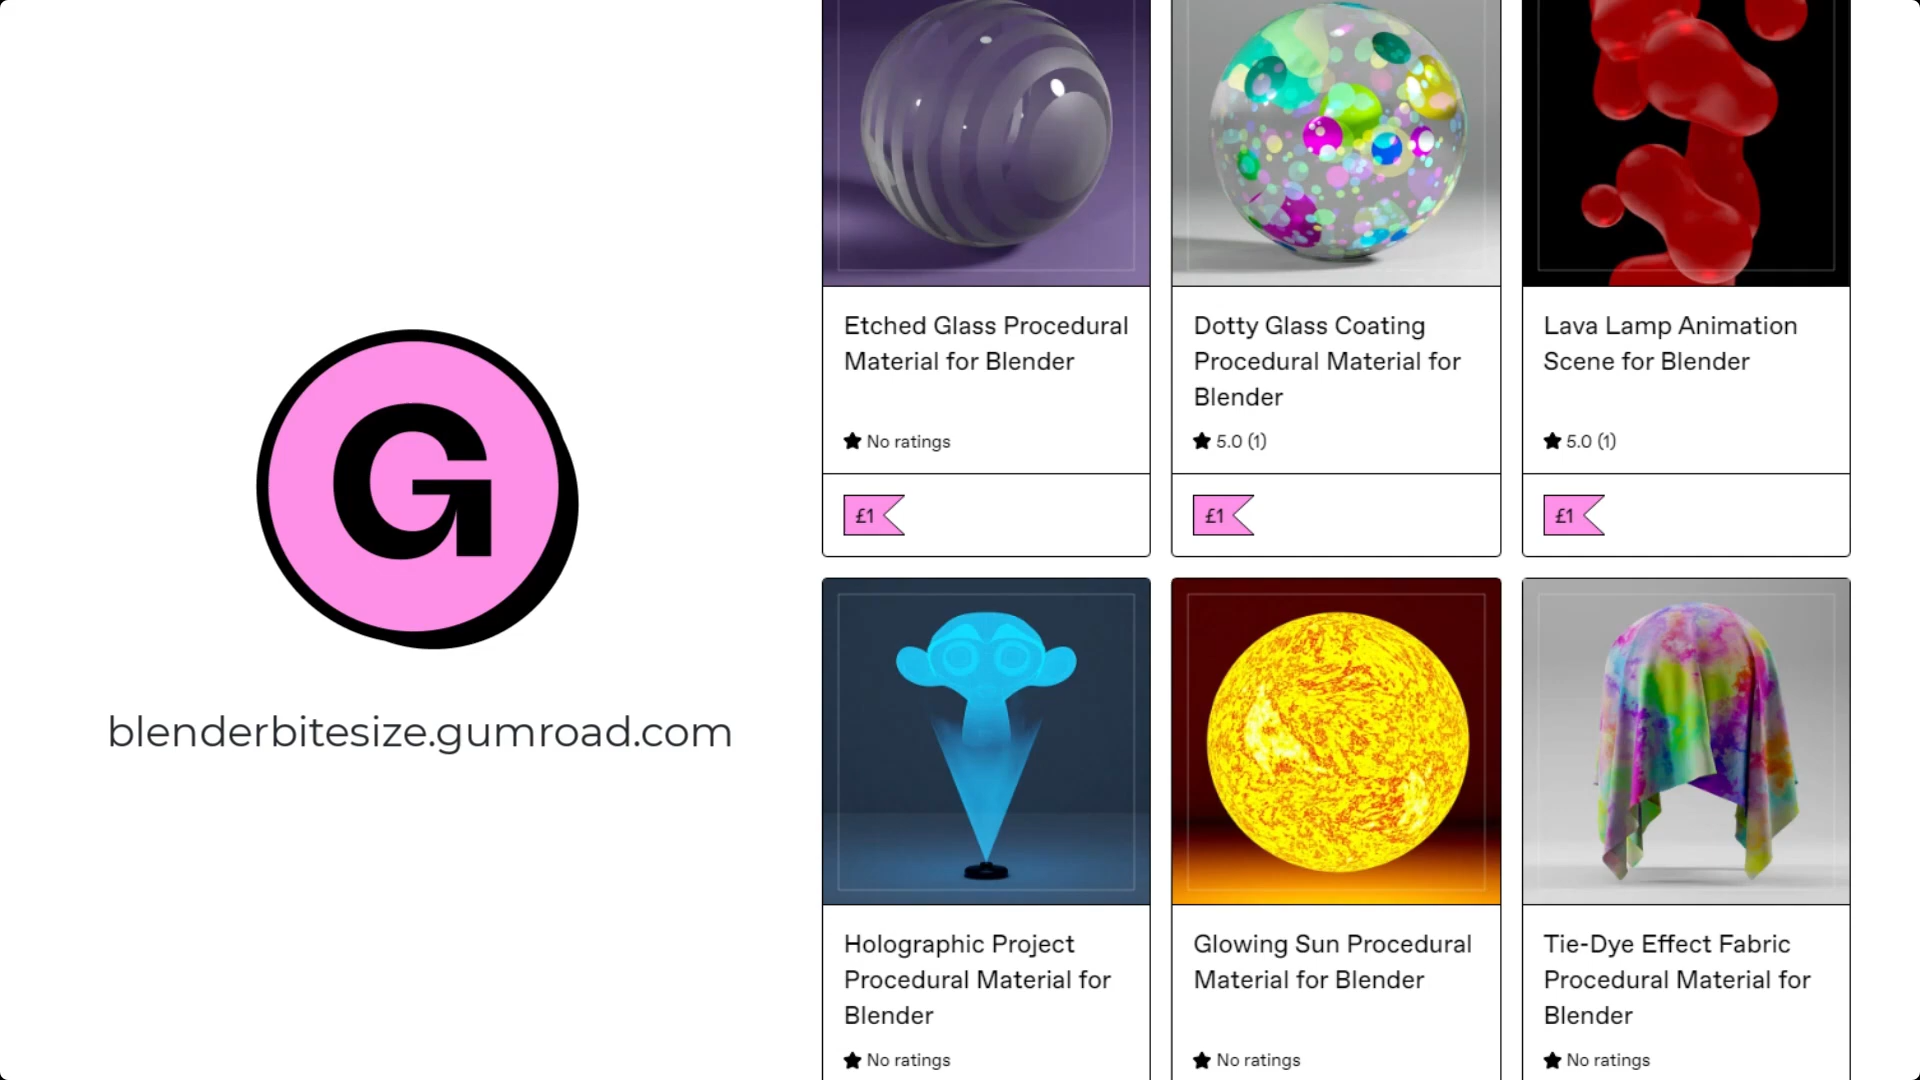 G
blenderbitesize.gumroad.com
Etched Glass Procedural
Material for Blender
No ratings
£1
Dotty Glass Coating
Procedural Material for
Blender
5.0 (1)
£1
Lava Lamp Animation
Scene for Blender
5.0 (1)
£1
Holographic Project
Procedural Material for
Blender
No ratings
Glowing Sun Procedural
Material for Blender
No ratings
Tie-Dye Effect Fabric
Procedural Material for
Blender
No ratings